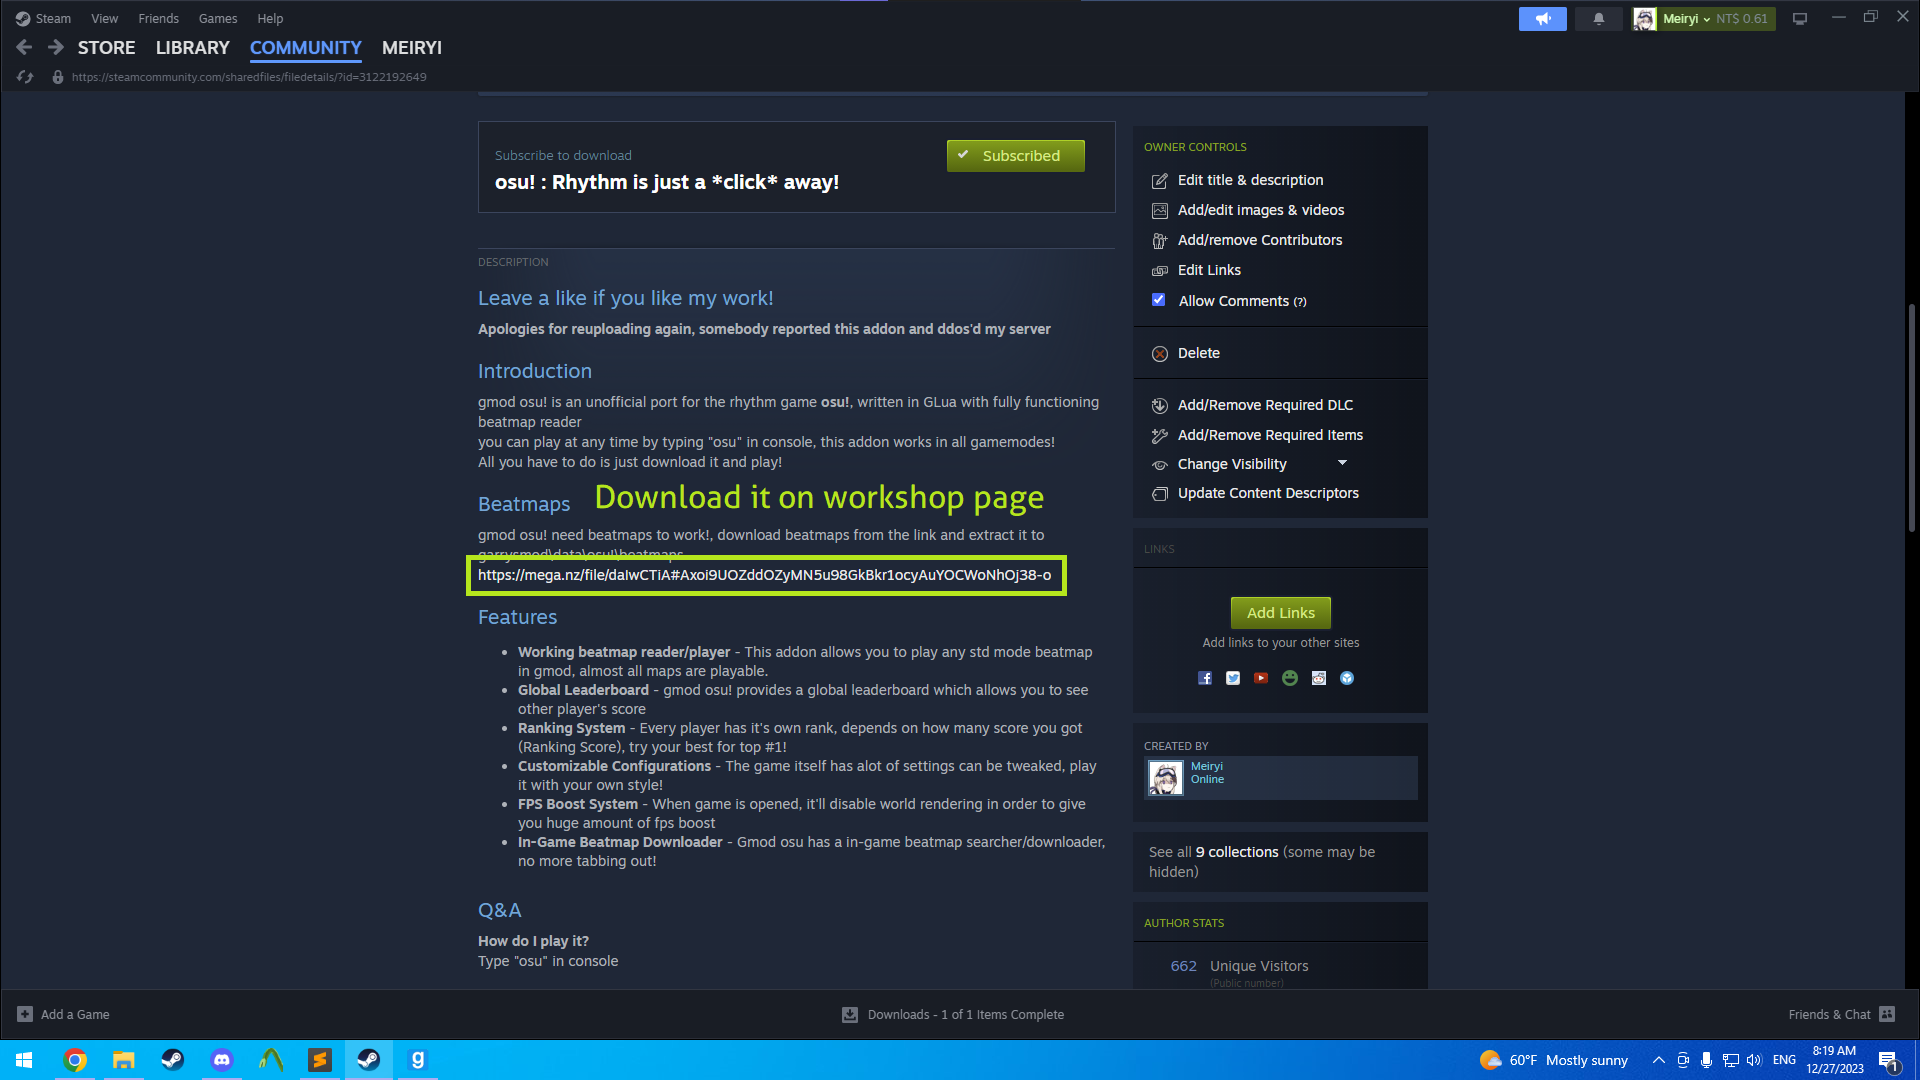 Steam View Friends Games Help
Meiryi NT$ 0.61
STORE LIBRARY COMMUNITY MEIRYI
https://steamcommunity.com/sharedfiles/filedetails/?id=3122192649
Subscribe to download
osu! : Rhythm is just a *click* away!
Subscribed
DESCRIPTION
Leave a like if you like my work!
Apologies for reuploading again, somebody reported this addon and ddos'd my server
Introduction
gmod osu! is an unofficial port for the rhythm game osu!, written in GLua with fully functioning
beatmap reader
you can play at any time by typing "osu" in console, this addon works in all gamemodes!
All you have to do is just download it and play!
Beatmaps
Download it on workshop page
gmod osu! need beatmaps to work!, download beatmaps from the link and extract it to
garrysmod\data\osu!\beatmaps
https://mega.nz/file/daIwCTiA#Axoi9UOZddOZyMN5u98GkBkr1ocyAuYOCWoNhOj38-o
Features
• Working beatmap reader/player - This addon allows you to play any std mode beatmap
in gmod, almost all maps are playable.
• Global Leaderboard - gmod osu! provides a global leaderboard which allows you to see
other player's score
• Ranking System - Every player has it's own rank, depends on how many score you got
(Ranking Score), try your best for top #1!
• Customizable Configurations - The game itself has alot of settings can be tweaked, play
it with your own style!
• FPS Boost System - When game is opened, it'll disable world rendering in order to give
you huge amount of fps boost
• In-Game Beatmap Downloader - Gmod osu has a in-game beatmap searcher/downloader,
no more tabbing out!
Q&A
How do I play it?
Type "osu" in console
OWNER CONTROLS
Edit title & description
Add/edit images & videos
Add/remove Contributors
Edit Links
Allow Comments (?)
Delete
Add/Remove Required DLC
Add/Remove Required Items
Change Visibility
Update Content Descriptors
LINKS
Add Links
Add links to your other sites
CREATED BY
Meiryi
Online
See all 9 collections (some may be
hidden)
AUTHOR STATS
662 Unique Visitors
(Public number)
Add a Game
Downloads - 1 of 1 Items Complete
Friends & Chat
60°F Mostly sunny
ENG
8:19 AM
12/27/2023
1